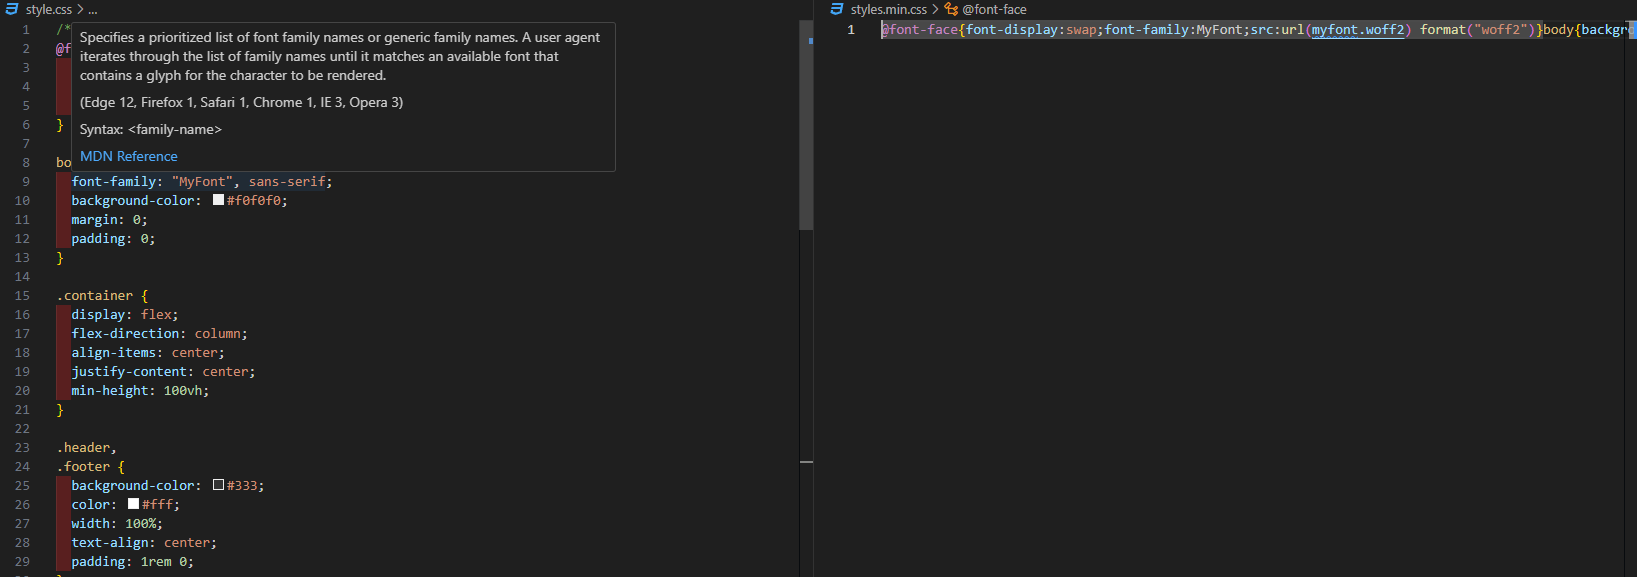 style.css > ...
1 /*
2 @f
3
4
5
6 }
7
8 bo
Specifies a prioritized list of font family names or generic family names. A user agent
iterates through the list of family names until it matches an available font that
contains a glyph for the character to be rendered.
(Edge 12, Firefox 1, Safari 1, Chrome 1, IE 3, Opera 3)
Syntax: <family-name>
MDN Reference
9 font-family: "MyFont", sans-serif;
10 background-color: #f0f0f0;
11 margin: 0;
12 padding: 0;
13 }
14
15 .container {
16 display: flex;
17 flex-direction: column;
18 align-items: center;
19 justify-content: center;
20 min-height: 100vh;
21 }
22
23 .header,
24 .footer {
25 background-color: #333;
26 color: #fff;
27 width: 100%;
28 text-align: center;
29 padding: 1rem 0;
styles.min.css > @font-face
1 @font-face{font-display:swap;font-family:MyFont;src:url(myfont.woff2) format("woff2")}body{backgr